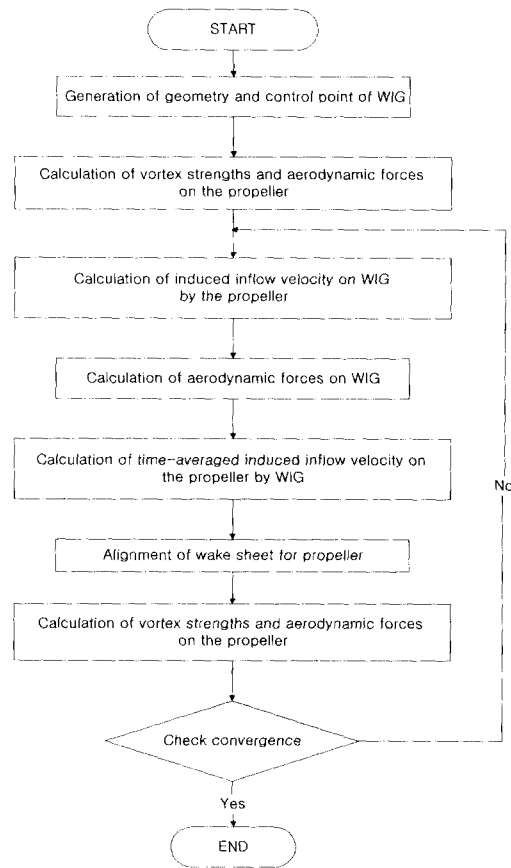 START
Generation of geometry and control point of WIG
Calculation of vortex strengths and aerodynamic forces
on the propeller
Calculation of induced inflow velocity on WIG
by the propeller
Calculation of aerodynamic forces on WIG
Calculation of time-averaged induced inflow velocity on
the propeller by WIG
No
Alignment of wake sheet for propeller
Calculation of vortex strengths and aerodynamic forces
on the propeller
Check convergence
Yes
END